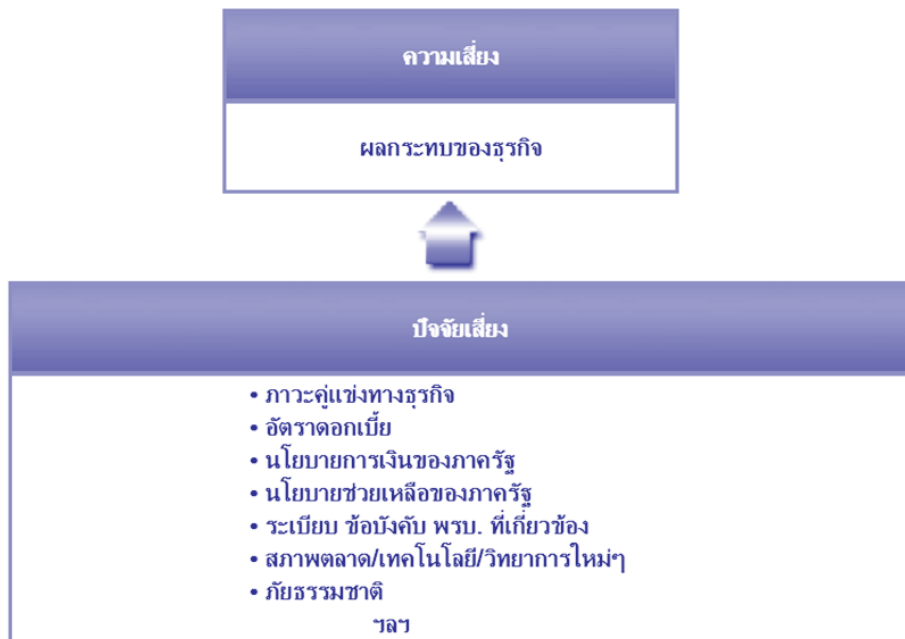 ความเสี่ยง
ผลกระทบของธุรกิจ
ปัจจัยเสี่ยง
• ภาวะคู่แข่งทางธุรกิจ
• อัตราดอกเบี้ย
• นโยบายการเงินของภาครัฐ
• นโยบายช่วยเหลือของภาครัฐ
• ระเบียบ ข้อบังคับ พรบ. ที่เกี่ยวข้อง
• สภาพตลาด/เทคโนโลยี/วิทยาการใหม่ๆ
• ภัยธรรมชาติ
ฯลฯ